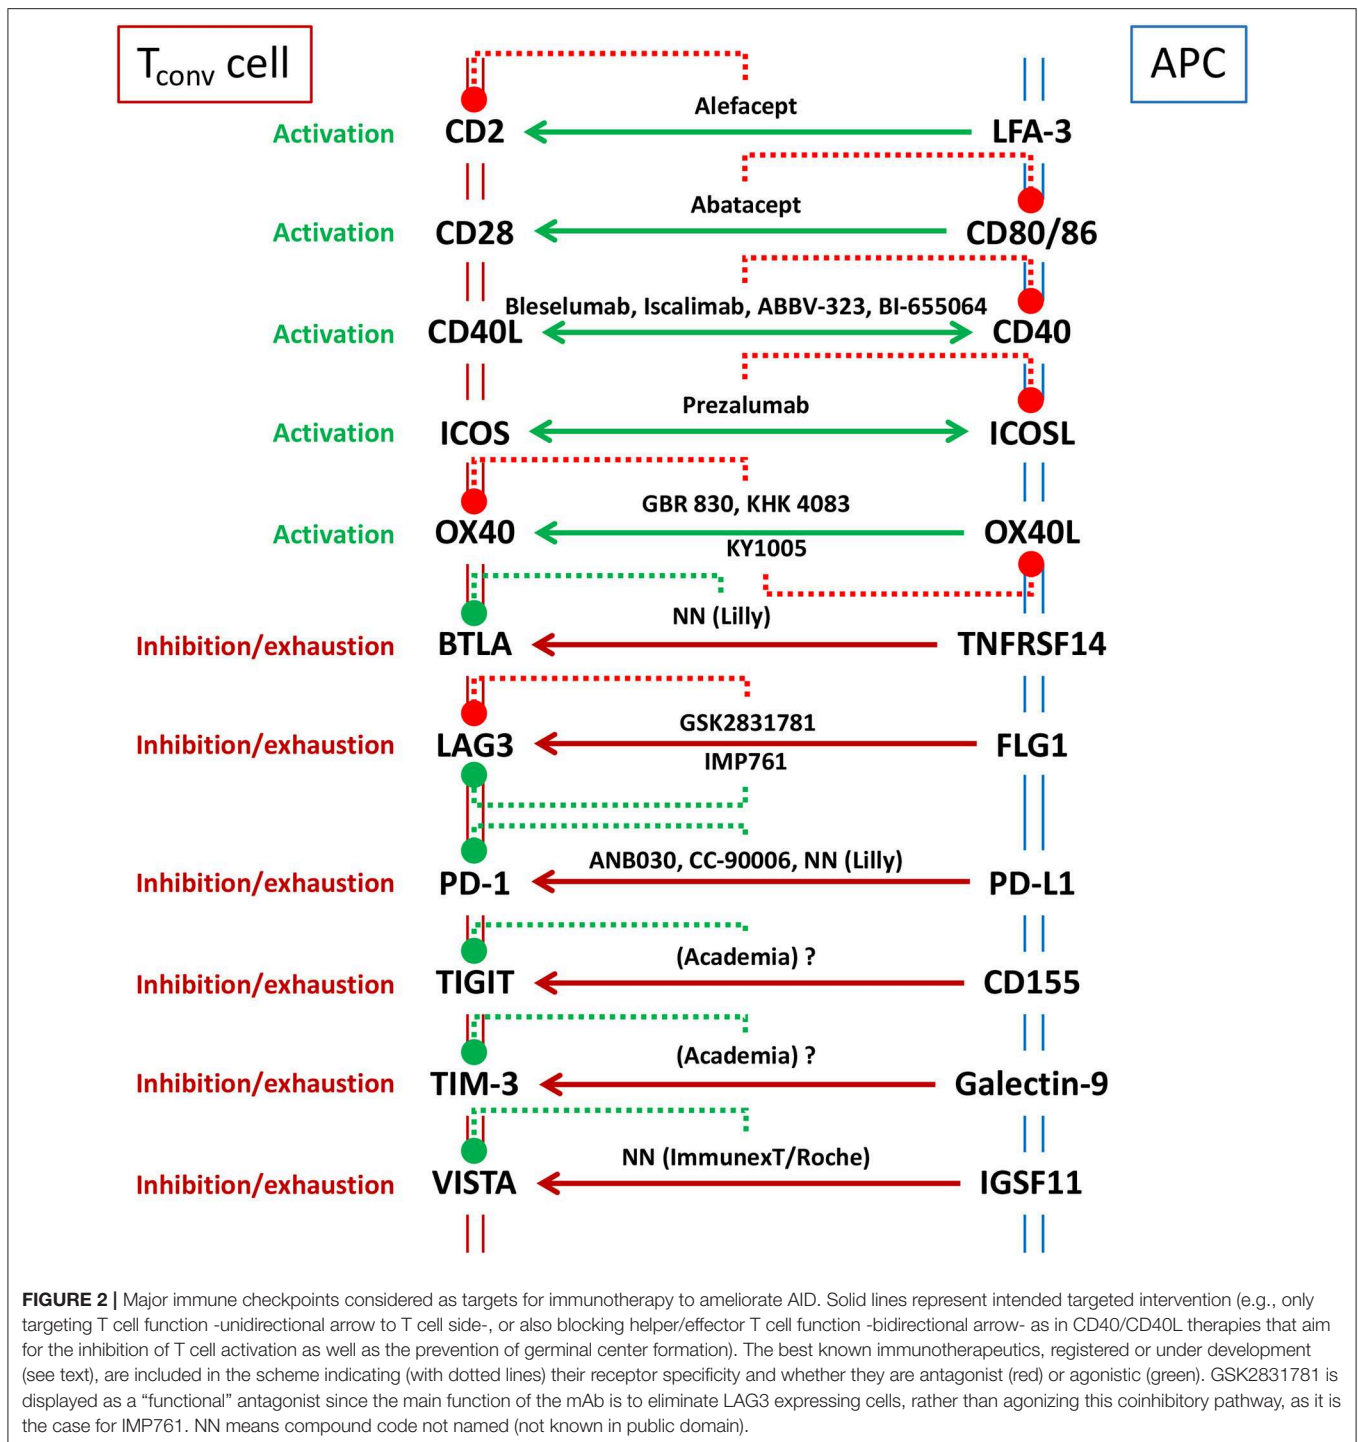 Tconv cell
APC
Alefacept
Activation CD2 LFA-3
Abatacept
Activation CD28 CD80/86
Bleselumab, Iscalimab, ABBV-323, BI-655064
Activation CD40L CD40
Prezalumab
Activation ICOS ICOSL
GBR 830, KHK 4083
Activation OX40 OX40L
KY1005
NN (Lilly)
Inhibition/exhaustion BTLA TNFRSF14
GSK2831781
Inhibition/exhaustion LAG3 FLG1
IMP761
ANB030, CC-90006, NN (Lilly)
Inhibition/exhaustion PD-1 PD-L1
(Academia) ?
Inhibition/exhaustion TIGIT CD155
(Academia) ?
Inhibition/exhaustion TIM-3 Galectin-9
NN (ImmunexT/Roche)
Inhibition/exhaustion VISTA IGSF11
FIGURE 2 | Major immune checkpoints considered as targets for immunotherapy to ameliorate AID. Solid lines represent intended targeted intervention (e.g., only
targeting T cell function -unidirectional arrow to T cell side-, or also blocking helper/effector T cell function -bidirectional arrow- as in CD40/CD40L therapies that aim
for the inhibition of T cell activation as well as the prevention of germinal center formation). The best known immunotherapeutics, registered or under development
(see text), are included in the scheme indicating (with dotted lines) their receptor specificity and whether they are antagonist (red) or agonistic (green). GSK2831781 is
displayed as a “functional” antagonist since the main function of the mAb is to eliminate LAG3 expressing cells, rather than agonizing this coinhibitory pathway, as it is
the case for IMP761. NN means compound code not named (not known in public domain).